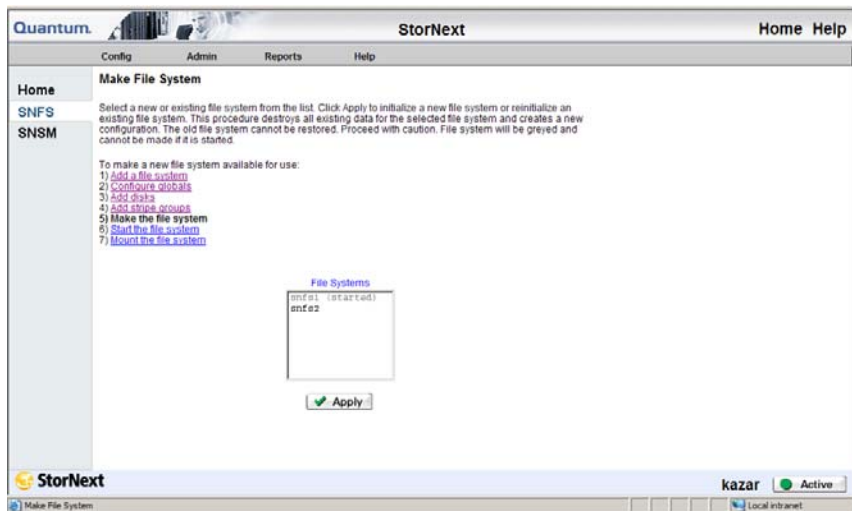 Quantum. StorNext Home Help
Config Admin Reports Help
Home
SNFS
SNSM
Make File System
Select a new or existing file system from the list. Click Apply to initialize a new file system or reinitialize an
existing file system. This procedure destroys all existing data for the selected file system and creates a new
configuration. The old file system cannot be restored. Proceed with caution. File system will be greyed and
cannot be made if it is started.
To make a new file system available for use:
1) Add a file system
2) Configure globals
3) Add disks
4) Add stripe groups
5) Make the file system
6) Start the file system
7) Mount the file system
File Systems
snfs1 (started)
snfs2
Apply
StorNext kazar Active
Make File System Local intranet